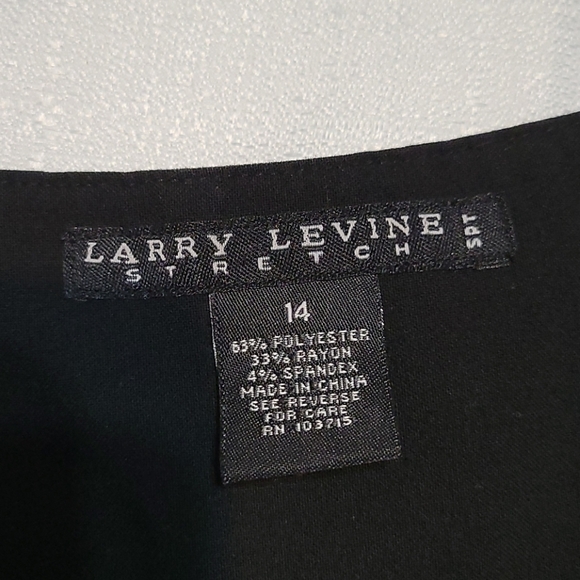 LARRY LEVINE SPT
STRETCH
14
63% POLYESTER
33% RAYON
4% SPANDEX
MADE IN CHINA
SEE REVERSE
FOR CARE
RN 103715